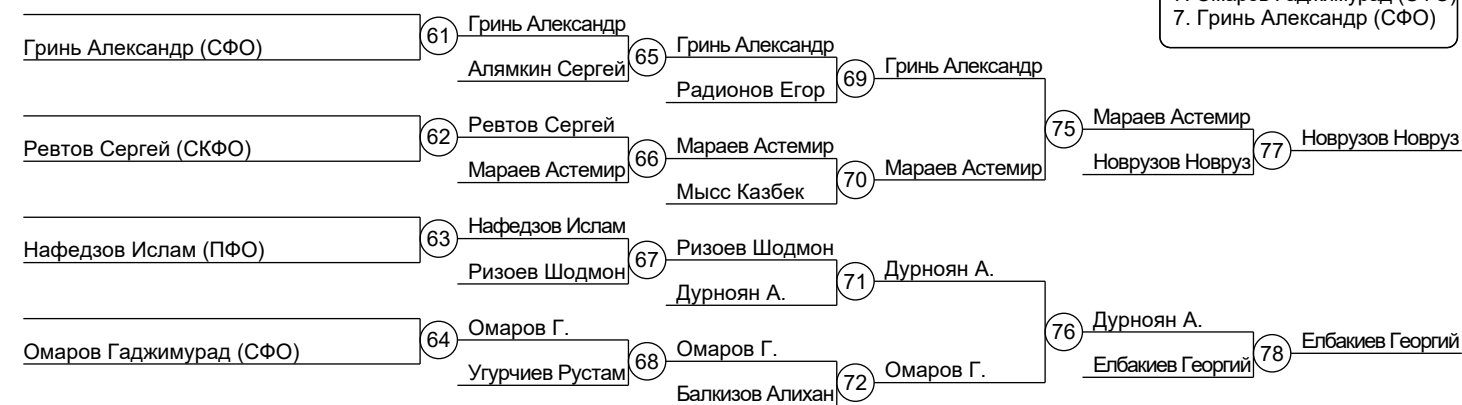 7. Гринь Александр (СФО)
61
Гринь Александр
Гринь Александр (СФО)
65
Гринь Александр
Алямкин Сергей
69
Гринь Александр
Радионов Егор
62
Ревтов Сергей
75
Мараев Астемир
Ревтов Сергей (СКФО)
66
Мараев Астемир
77
Новрузов Новруз
Мараев Астемир
70
Мараев Астемир
Новрузов Новруз
Мысс Казбек
63
Нафедзов Ислам
Нафедзов Ислам (ПФО)
67
Ризоев Шодмон
Ризоев Шодмон
71
Дурноян А.
Дурноян А.
64
Омаров Г.
76
Дурноян А.
Омаров Гаджимурад (СФО)
68
Омаров Г.
78
Елбакиев Георгий
Угурчиев Рустам
72
Омаров Г.
Елбакиев Георгий
Балкизов Алихан